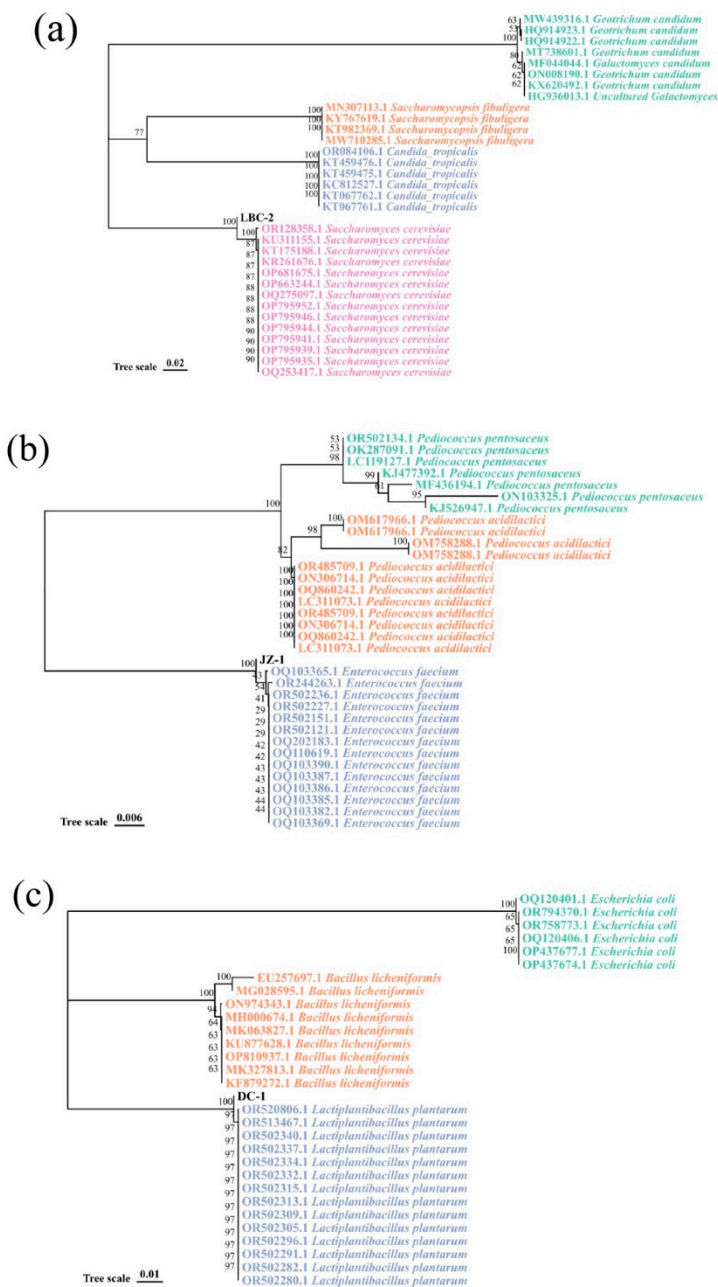 (a)
63
53
100
80
62
62
62
MW439316.1 Geotrichum candidum
HQ914923.1 Geotrichum candidum
HQ914922.1 Geotrichum candidum
MT738601.1 Geotrichum candidum
MF044044.1 Galactomyces candidum
ON008190.1 Geotrichum candidum
KX620492.1 Geotrichum candidum
HG936013.1 Uncultured Galactomyces
77
100
100
100
100
MN307113.1 Saccharomycopsis fibuligera
KY767619.1 Saccharomycopsis fibuligera
KT982369.1 Saccharomycopsis fibuligera
MW710285.1 Saccharomycopsis fibuligera
100
100
100
100
100
OR084106.1 Candida_tropicalis
KT459476.1 Candida_tropicalis
KT459475.1 Candida_tropicalis
KC812527.1 Candida_tropicalis
KT067762.1 Candida_tropicalis
KT067761.1 Candida_tropicalis
100
LBC-2
100
87
87
87
87
88
88
88
88
90
90
90
90
OR128358.1 Saccharomyces cerevisiae
KU311155.1 Saccharomyces cerevisiae
KT175188.1 Saccharomyces cerevisiae
KR261676.1 Saccharomyces cerevisiae
OP681675.1 Saccharomyces cerevisiae
OP663244.1 Saccharomyces cerevisiae
OQ275097.1 Saccharomyces cerevisiae
OP795952.1 Saccharomyces cerevisiae
OP795946.1 Saccharomyces cerevisiae
OP795944.1 Saccharomyces cerevisiae
OP795941.1 Saccharomyces cerevisiae
OP795939.1 Saccharomyces cerevisiae
OP795935.1 Saccharomyces cerevisiae
OQ253417.1 Saccharomyces cerevisiae
Tree scale 0.02
(b)
100
53
53
98
99
61
95
OR502134.1 Pediococcus pentosaceus
OK287091.1 Pediococcus pentosaceus
LC119127.1 Pediococcus pentosaceus
KJ477392.1 Pediococcus pentosaceus
MF436194.1 Pediococcus pentosaceus
ON103325.1 Pediococcus pentosaceus
KJ526947.1 Pediococcus pentosaceus
82
98
100
100
OM617966.1 Pediococcus acidilactici
OM617966.1 Pediococcus acidilactici
OM758288.1 Pediococcus acidilactici
OM758288.1 Pediococcus acidilactici
100
100
100
100
100
100
100
OR485709.1 Pediococcus acidilactici
ON306714.1 Pediococcus acidilactici
OQ860242.1 Pediococcus acidilactici
LC311073.1 Pediococcus acidilactici
OR485709.1 Pediococcus acidilactici
ON306714.1 Pediococcus acidilactici
OQ860242.1 Pediococcus acidilactici
LC311073.1 Pediococcus acidilactici
100
JZ-1
43
54
41
29
29
29
42
42
43
43
43
44
44
OQ103365.1 Enterococcus faecium
OR244263.1 Enterococcus faecium
OR502236.1 Enterococcus faecium
OR502227.1 Enterococcus faecium
OR502151.1 Enterococcus faecium
OR502121.1 Enterococcus faecium
OQ202183.1 Enterococcus faecium
OQ110619.1 Enterococcus faecium
OQ103390.1 Enterococcus faecium
OQ103387.1 Enterococcus faecium
OQ103386.1 Enterococcus faecium
OQ103385.1 Enterococcus faecium
OQ103382.1 Enterococcus faecium
OQ103369.1 Enterococcus faecium
Tree scale 0.006
(c)
100
65
65
65
100
OQ120401.1 Escherichia coli
OR794370.1 Escherichia coli
OR758773.1 Escherichia coli
OQ120406.1 Escherichia coli
OP437677.1 Escherichia coli
OP437674.1 Escherichia coli
100
100
94
64
63
63
63
EU257697.1 Bacillus licheniformis
MG028595.1 Bacillus licheniformis
ON974343.1 Bacillus licheniformis
MH000674.1 Bacillus licheniformis
MK063827.1 Bacillus licheniformis
KU877628.1 Bacillus licheniformis
OP810937.1 Bacillus licheniformis
MK327813.1 Bacillus licheniformis
KF879272.1 Bacillus licheniformis
DC-1
100
97
97
97
97
97
97
97
97
97
97
97
97
97
OR520806.1 Lactiplantibacillus plantarum
OR513467.1 Lactiplantibacillus plantarum
OR502340.1 Lactiplantibacillus plantarum
OR502337.1 Lactiplantibacillus plantarum
OR502334.1 Lactiplantibacillus plantarum
OR502332.1 Lactiplantibacillus plantarum
OR502315.1 Lactiplantibacillus plantarum
OR502313.1 Lactiplantibacillus plantarum
OR502309.1 Lactiplantibacillus plantarum
OR502305.1 Lactiplantibacillus plantarum
OR502296.1 Lactiplantibacillus plantarum
OR502291.1 Lactiplantibacillus plantarum
OR502282.1 Lactiplantibacillus plantarum
OR502280.1 Lactiplantibacillus plantarum
Tree scale 0.01